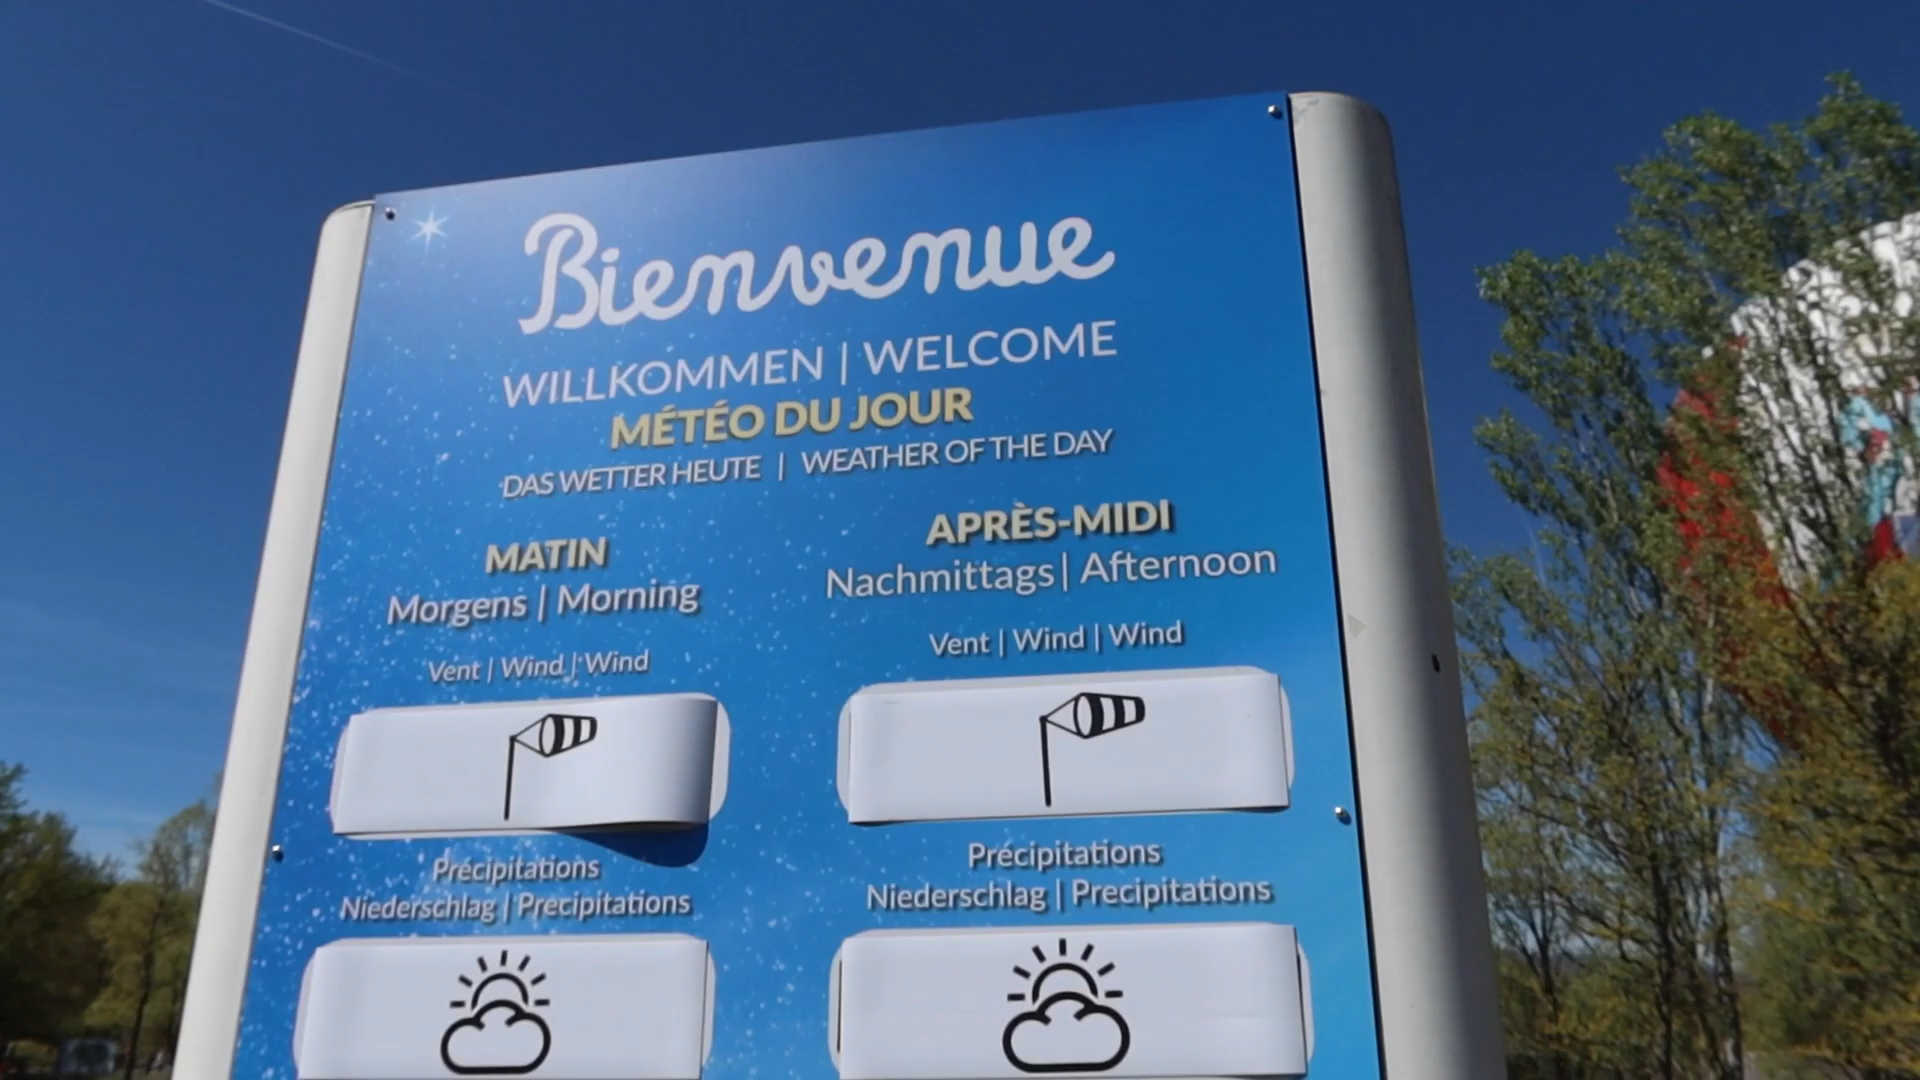 Bienvenue
WILLKOMMEN | WELCOME
MÉTÉO DU JOUR
DAS WETTER HEUTE | WEATHER OF THE DAY
MATIN
Morgens | Morning
Vent | Wind | Wind
Précipitations
Niederschlag | Precipitations
APRÈS-MIDI
Nachmittags | Afternoon
Vent | Wind | Wind
Précipitations
Niederschlag | Precipitations